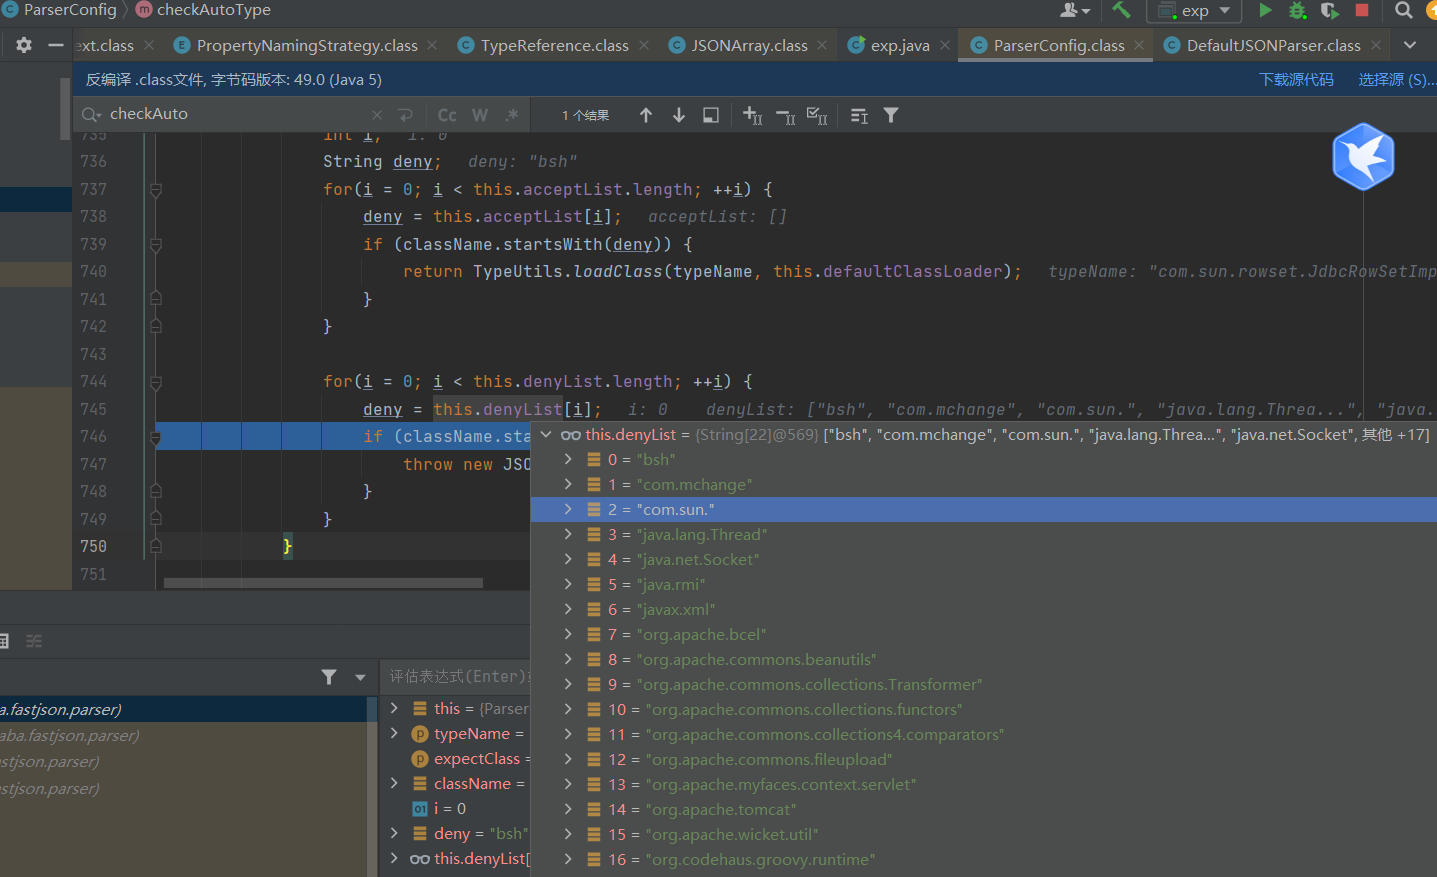 ParserConfig checkAutoType
exp
ext.class PropertyNamingStrategy.class TypeReference.class JSONArray.class exp.java ParserConfig.class DefaultJSONParser.class
反编译 .class文件, 字节码版本: 49.0 (Java 5) 下载源代码 选择源 (S)...
checkAuto Cc W .* 1 个结果
735 int i; i: 0
736 String deny; deny: "bsh"
737 for(i = 0; i < this.acceptList.length; ++i) {
738 deny = this.acceptList[i]; acceptList: []
739 if (className.startsWith(deny)) {
740 return TypeUtils.loadClass(typeName, this.defaultClassLoader); typeName: "com.sun.rowset.JdbcRowSetImp
741 }
742 }
743
744 for(i = 0; i < this.denyList.length; ++i) {
745 deny = this.denyList[i]; i: 0 denyList: ["bsh", "com.mchange", "com.sun.", "java.lang.Threa...", "java.
746 if (className.sta
747 throw new JSO
748 }
749 }
750 }
751
this.denyList = {String[22]@569} ["bsh", "com.mchange", "com.sun.", "java.lang.Threa...", "java.net.Socket", 其他 +17]
0 = "bsh"
1 = "com.mchange"
2 = "com.sun."
3 = "java.lang.Thread"
4 = "java.net.Socket"
5 = "java.rmi"
6 = "javax.xml"
7 = "org.apache.bcel"
8 = "org.apache.commons.beanutils"
9 = "org.apache.commons.collections.Transformer"
10 = "org.apache.commons.collections.functors"
11 = "org.apache.commons.collections4.comparators"
12 = "org.apache.commons.fileupload"
13 = "org.apache.myfaces.context.servlet"
14 = "org.apache.tomcat"
15 = "org.apache.wicket.util"
16 = "org.codehaus.groovy.runtime"
评估表达式(Enter)
a.fastjson.parser)
aba.fastjson.parser)
astjson.parser)
astjson.parser)
this = {Parser
typeName =
expectClass =
className =
01 i = 0
deny = "bsh"
this.denyList[